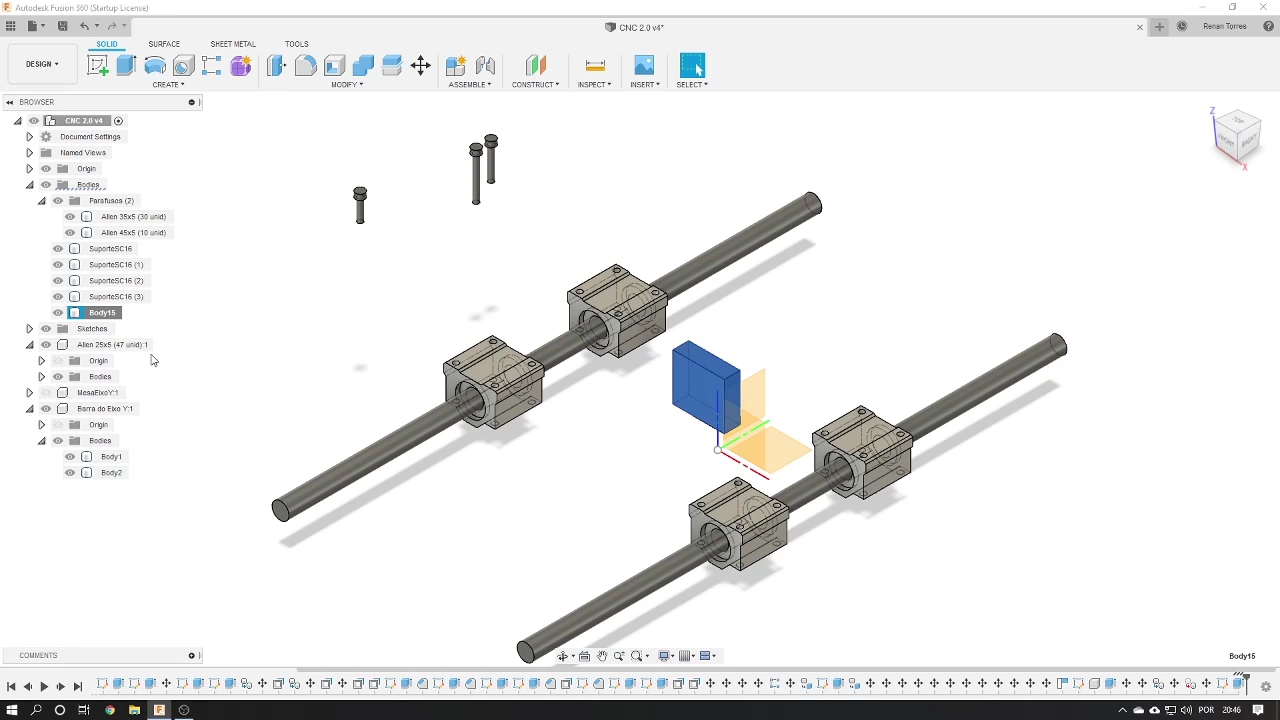 Autodesk Fusion 360 (Startup License)
CNC 2.0 v4*
Renan Torres
DESIGN
SOLID SURFACE SHEET METAL TOOLS
CREATE MODIFY ASSEMBLE CONSTRUCT INSPECT INSERT SELECT
BROWSER
CNC 2.0 v4
Document Settings
Named Views
Origin
Bodies
Parafusos (2)
Allen 35x5 (30 unid)
Allen 45x5 (10 unid)
SuporteSC16
SuporteSC16 (1)
SuporteSC16 (2)
SuporteSC16 (3)
Body15
Sketches
Allen 25x5 (47 unid):1
Origin
Bodies
MesaEixoY:1
Barra do Eixo Y:1
Origin
Bodies
Body1
Body2
Z
TOP
FRONT RIGHT
X
COMMENTS
Body15
POR 20:46